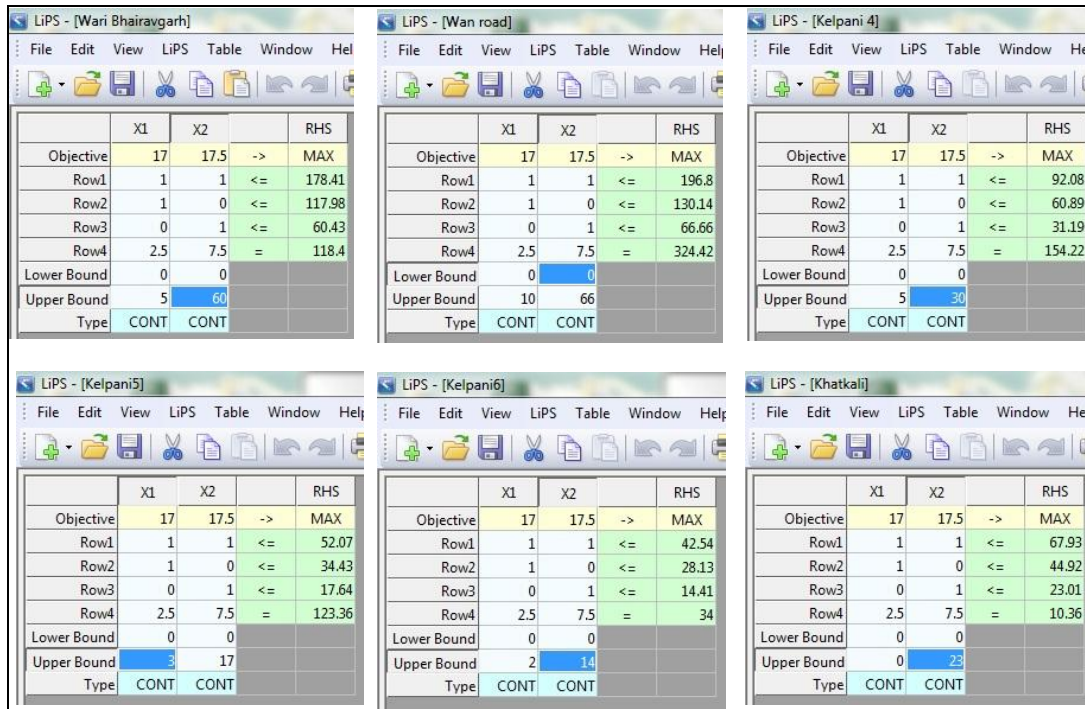 LiPS - [Wari Bhairavgarh]
File Edit View LiPS Table Window Hel
X1 X2 RHS
Objective 17 17.5 -> MAX
Row1 1 1 <= 178.41
Row2 1 0 <= 117.98
Row3 0 1 <= 60.43
Row4 2.5 7.5 = 118.4
Lower Bound 0 0
Upper Bound 5 60
Type CONT CONT
LiPS - [Wan road]
File Edit View LiPS Table Window Help
X1 X2 RHS
Objective 17 17.5 -> MAX
Row1 1 1 <= 196.8
Row2 1 0 <= 130.14
Row3 0 1 <= 66.66
Row4 2.5 7.5 = 324.42
Lower Bound 0 0
Upper Bound 10 66
Type CONT CONT
LiPS - [Kelpani 4]
File Edit View LiPS Table Window He
X1 X2 RHS
Objective 17 17.5 -> MAX
Row1 1 1 <= 92.08
Row2 1 0 <= 60.89
Row3 0 1 <= 31.19
Row4 2.5 7.5 = 154.22
Lower Bound 0 0
Upper Bound 5 30
Type CONT CONT
LiPS - [Kelpani5]
File Edit View LiPS Table Window Help
X1 X2 RHS
Objective 17 17.5 -> MAX
Row1 1 1 <= 52.07
Row2 1 0 <= 34.43
Row3 0 1 <= 17.64
Row4 2.5 7.5 = 123.36
Lower Bound 0 0
Upper Bound 3 17
Type CONT CONT
LiPS - [Kelpani6]
File Edit View LiPS Table Window Help
X1 X2 RHS
Objective 17 17.5 -> MAX
Row1 1 1 <= 42.54
Row2 1 0 <= 28.13
Row3 0 1 <= 14.41
Row4 2.5 7.5 = 34
Lower Bound 0 0
Upper Bound 2 14
Type CONT CONT
LiPS - [Khatkali]
File Edit View LiPS Table Window He
X1 X2 RHS
Objective 17 17.5 -> MAX
Row1 1 1 <= 67.93
Row2 1 0 <= 44.92
Row3 0 1 <= 23.01
Row4 2.5 7.5 = 10.36
Lower Bound 0 0
Upper Bound 0 23
Type CONT CONT